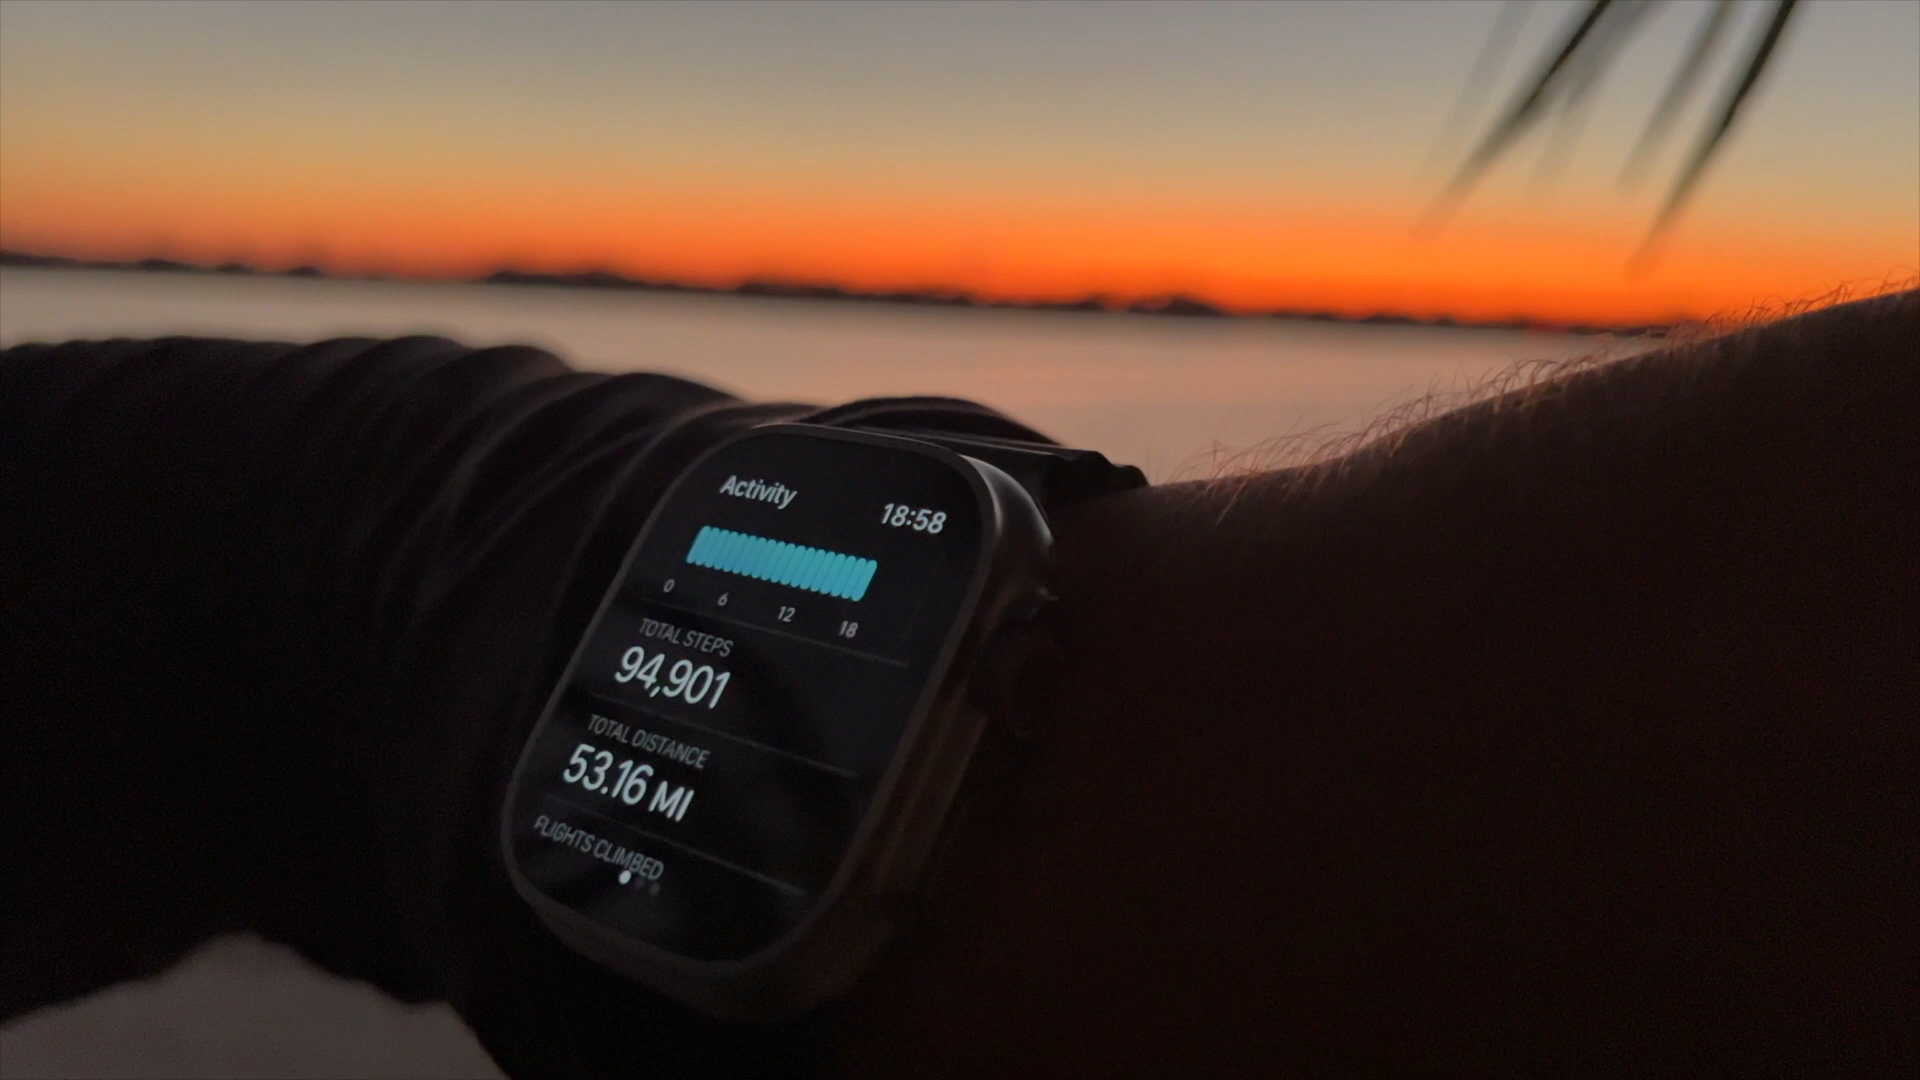 Activity
18:58
0 6 12 18
TOTAL STEPS
94,901
TOTAL DISTANCE
53.16 MI
FLIGHTS CLIMBED